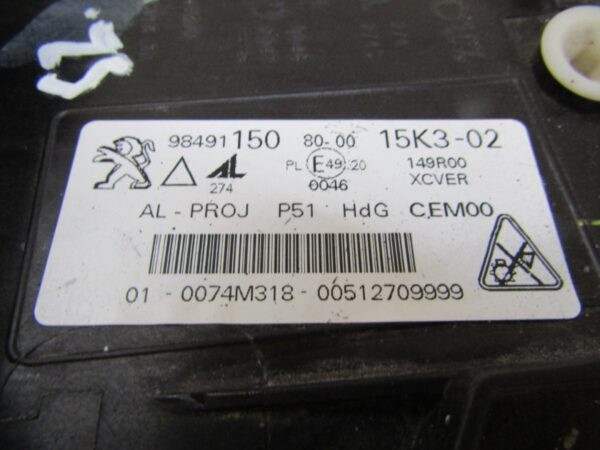 98491150 80-00 15K3-02
AL 274 PL E49 :20 149R00
0046 XCVER
AL-PROJ P51 HdG CEM00
01 - 0074M318 - 00512709999